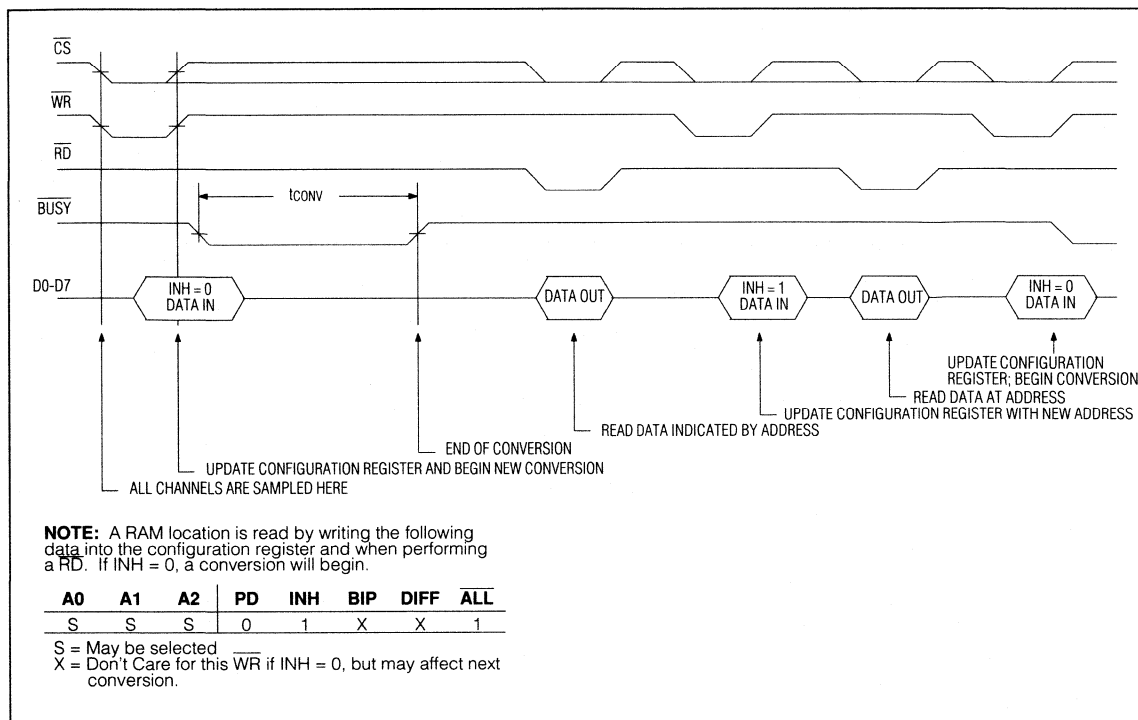 CS
WR
RD
tCONV
BUSY
D0-D7
INH = 0
DATA IN
DATA OUT
INH = 1
DATA IN
DATA OUT
INH = 0
DATA IN
UPDATE CONFIGURATION
REGISTER; BEGIN CONVERSION
READ DATA AT ADDRESS
UPDATE CONFIGURATION REGISTER WITH NEW ADDRESS
READ DATA INDICATED BY ADDRESS
END OF CONVERSION
UPDATE CONFIGURATION REGISTER AND BEGIN NEW CONVERSION
ALL CHANNELS ARE SAMPLED HERE
NOTE: A RAM location is read by writing the following
data into the configuration register and when performing
a RD. If INH = 0, a conversion will begin.
A0 A1 A2 PD INH BIP DIFF ALL
S S S 0 1 X X 1
S = May be selected
X = Don't Care for this WR if INH = 0, but may affect next
conversion.